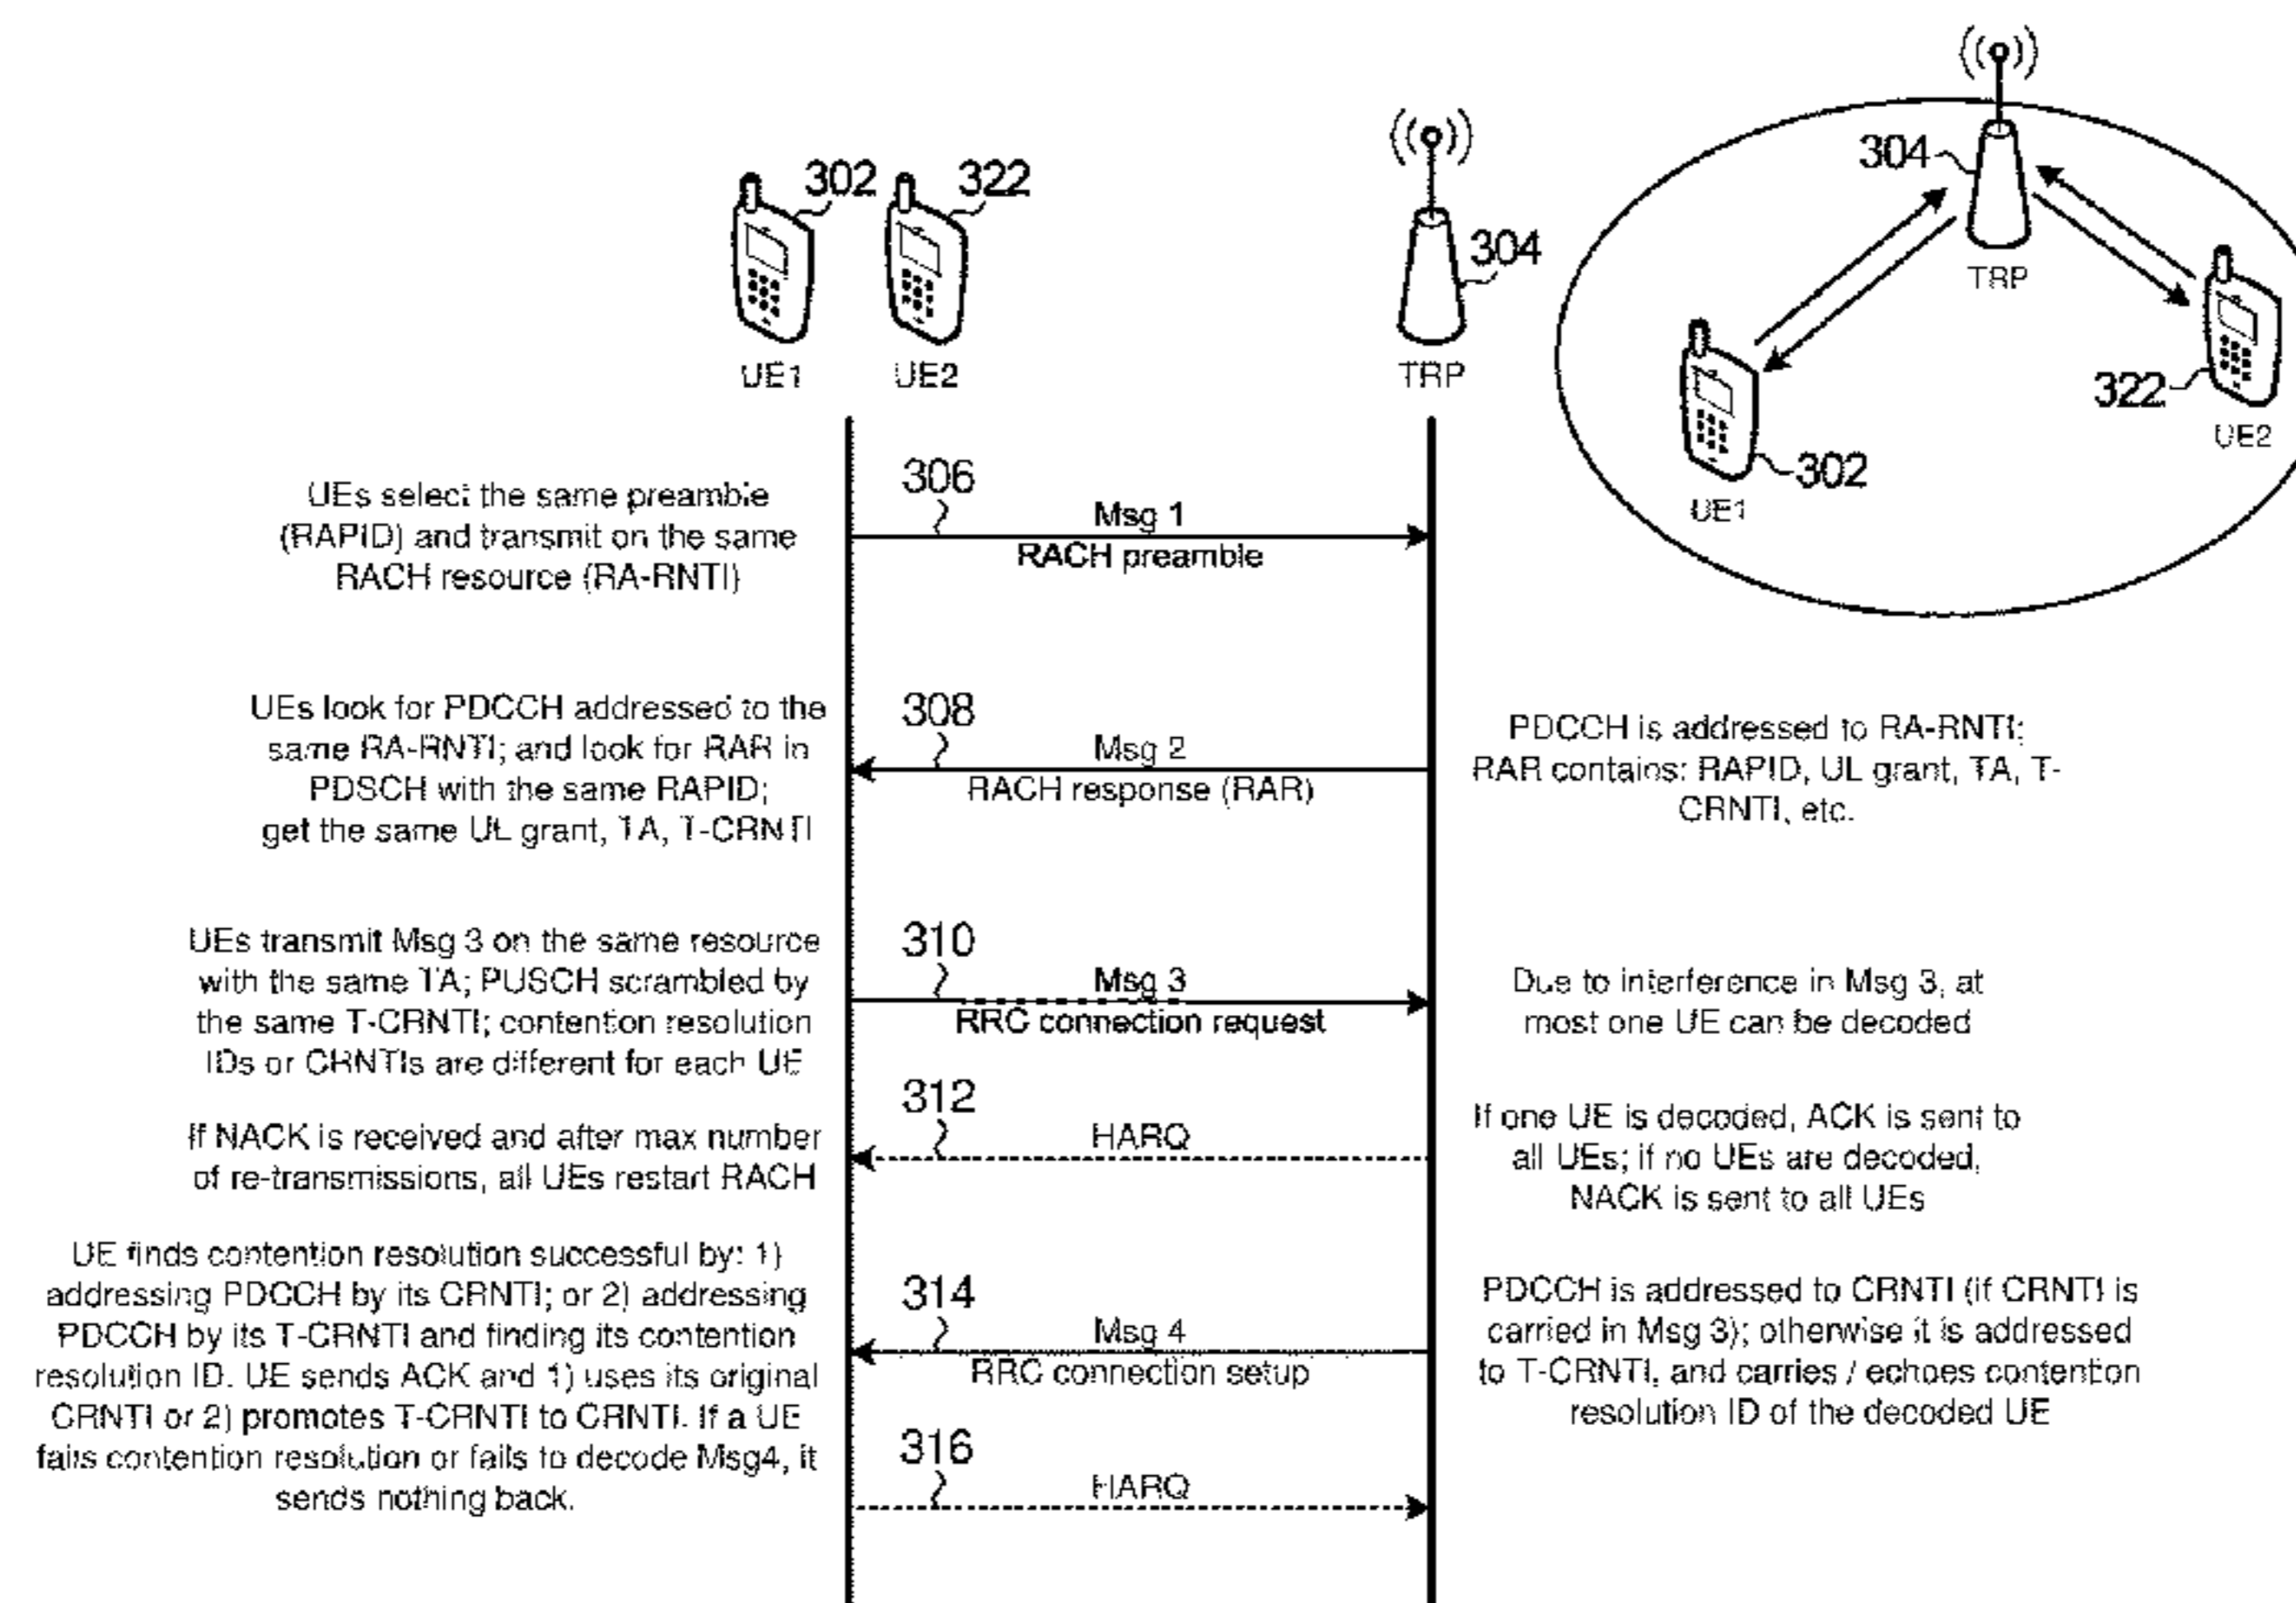 302
322
304
UE1
UE2
TRP
304
TRP
322
UE2
302
UE1
UEs select the same preamble
(RAPID) and transmit on the same
RACH resource (RA-RNTI)
306
Msg 1
RACH preamble
UEs look for PDCCH addressed to the
same RA-RNTI; and look for RAR in
PDSCH with the same RAPID;
get the same UL grant, TA, T-CRNTI
308
Msg 2
RACH response (RAR)
PDCCH is addressed to RA-RNTI;
RAR contains: RAPID, UL grant, TA, T-
CRNTI, etc.
UEs transmit Msg 3 on the same resource
with the same TA; PUSCH scrambled by
the same T-CRNTI; contention resolution
IDs or CRNTIs are different for each UE
310
Msg 3
RRC connection request
Due to interference in Msg 3, at
most one UE can be decoded
If NACK is received and after max number
of re-transmissions, all UEs restart RACH
312
HARQ
If one UE is decoded, ACK is sent to
all UEs; if no UEs are decoded,
NACK is sent to all UEs
UE finds contention resolution successful by: 1)
addressing PDCCH by its CRNTI; or 2) addressing
PDCCH by its T-CRNTI and finding its contention
resolution ID. UE sends ACK and 1) uses its original
CRNTI or 2) promotes T-CRNTI to CRNTI. If a UE
fails contention resolution or fails to decode Msg4, it
sends nothing back.
314
Msg 4
RRC connection setup
PDCCH is addressed to CRNTI (if CRNTI is
carried in Msg 3); otherwise it is addressed
to T-CRNTI, and carries / echoes contention
resolution ID of the decoded UE
316
HARQ